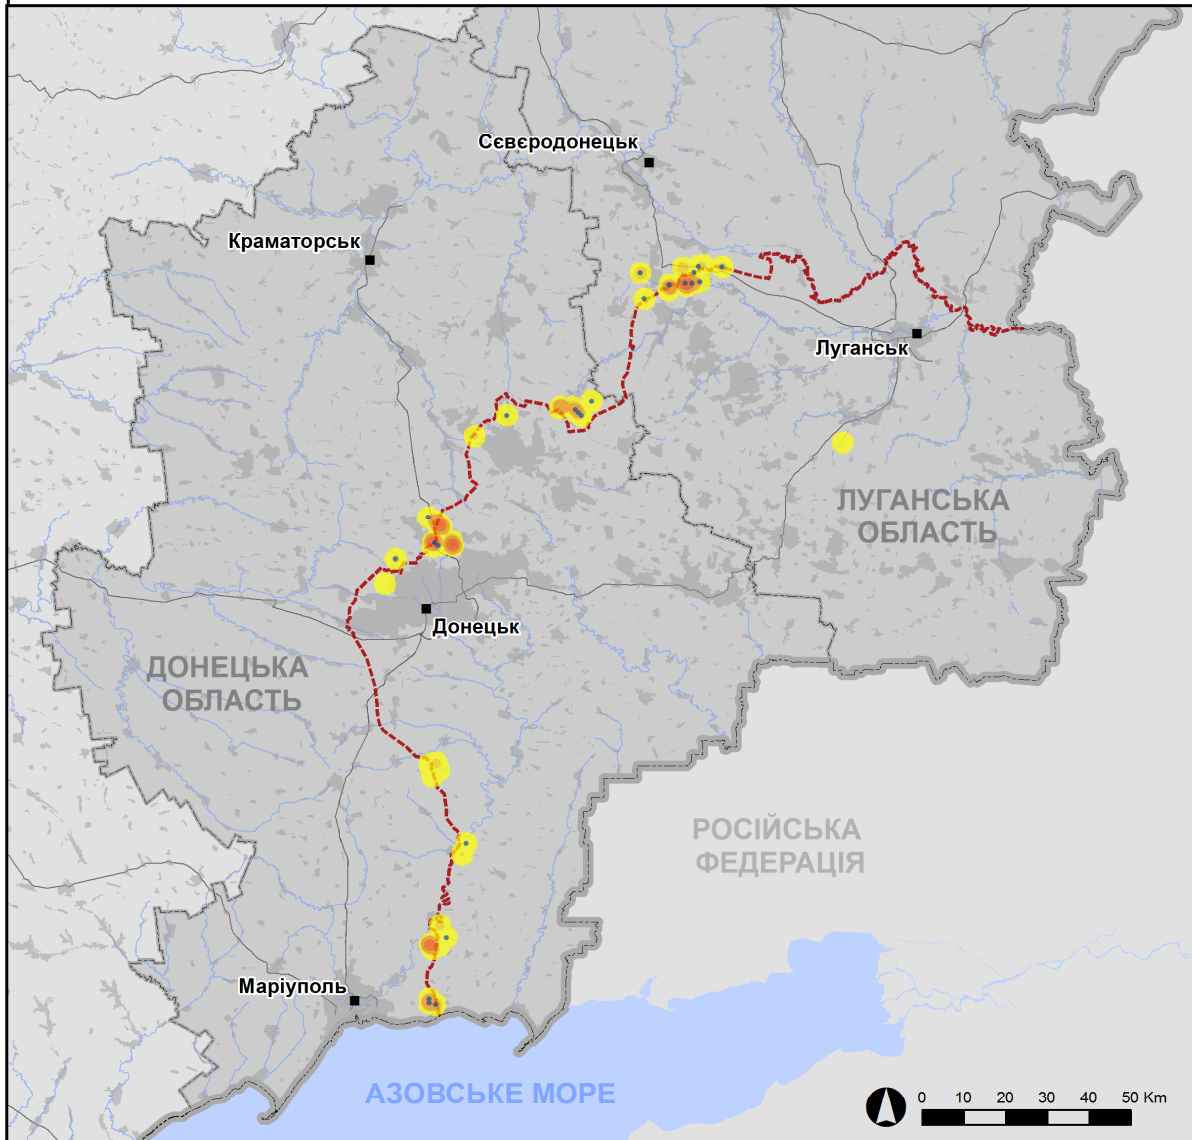 Сєвєродонецьк
Краматорськ
Луганськ
ЛУГАНСЬКА
ОБЛАСТЬ
Донецьк
ДОНЕЦЬКА
ОБЛАСТЬ
РОСІЙСЬКА
ФЕДЕРАЦІЯ
Маріуполь
АЗОВСЬКЕ МОРЕ
0 10 20 30 40 50 Km